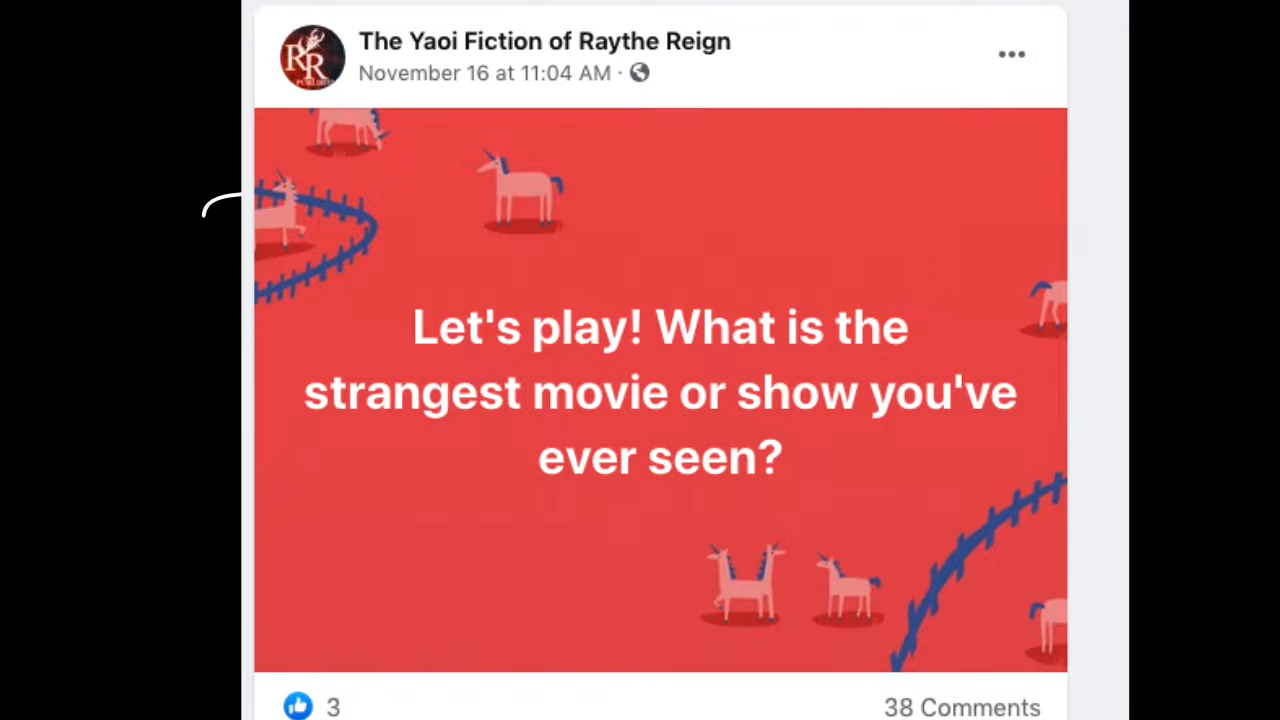 The Yaoi Fiction of Raythe Reign
November 16 at 11:04 AM ·
RR
Let's play! What is the
strangest movie or show you've
ever seen?
3
38 Comments